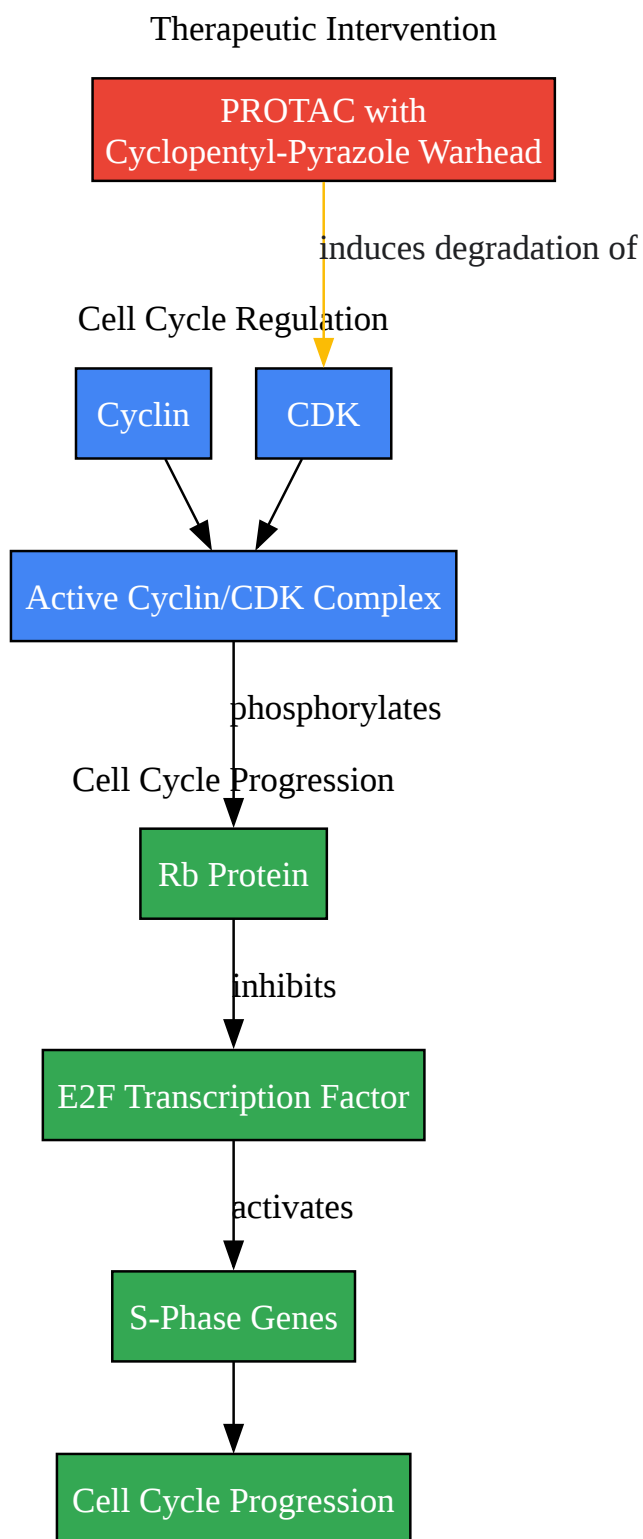 Therapeutic Intervention
PROTAC with
Cyclopentyl-Pyrazole Warhead
induces degradation of
Cell Cycle Regulation
Cyclin
CDK
Active Cyclin/CDK Complex
phosphorylates
Cell Cycle Progression
Rb Protein
inhibits
E2F Transcription Factor
activates
S-Phase Genes
Cell Cycle Progression